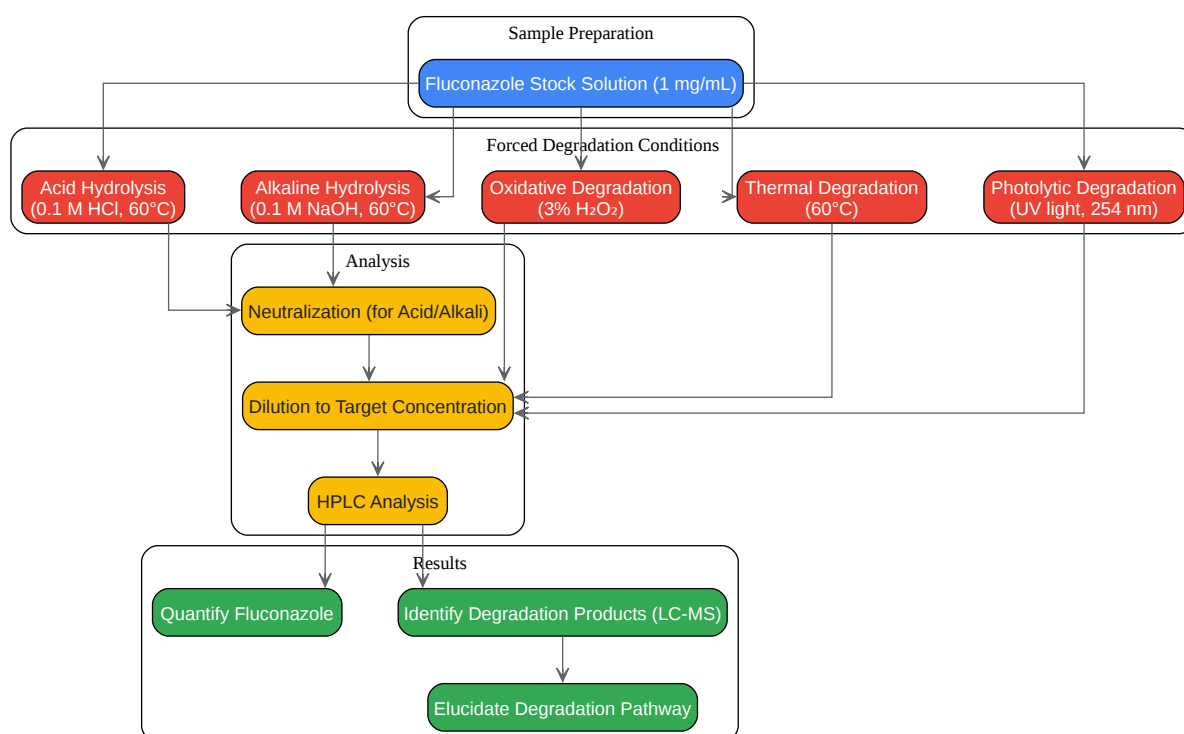 Sample Preparation
Fluconazole Stock Solution (1 mg/mL)
Forced Degradation Conditions
Acid Hydrolysis
(0.1 M HCl, 60°C)
Alkaline Hydrolysis
(0.1 M NaOH, 60°C)
Oxidative Degradation
(3% H₂O₂)
Thermal Degradation
(60°C)
Photolytic Degradation
(UV light, 254 nm)
Analysis
Neutralization (for Acid/Alkali)
Dilution to Target Concentration
HPLC Analysis
Results
Quantify Fluconazole
Identify Degradation Products (LC-MS)
Elucidate Degradation Pathway